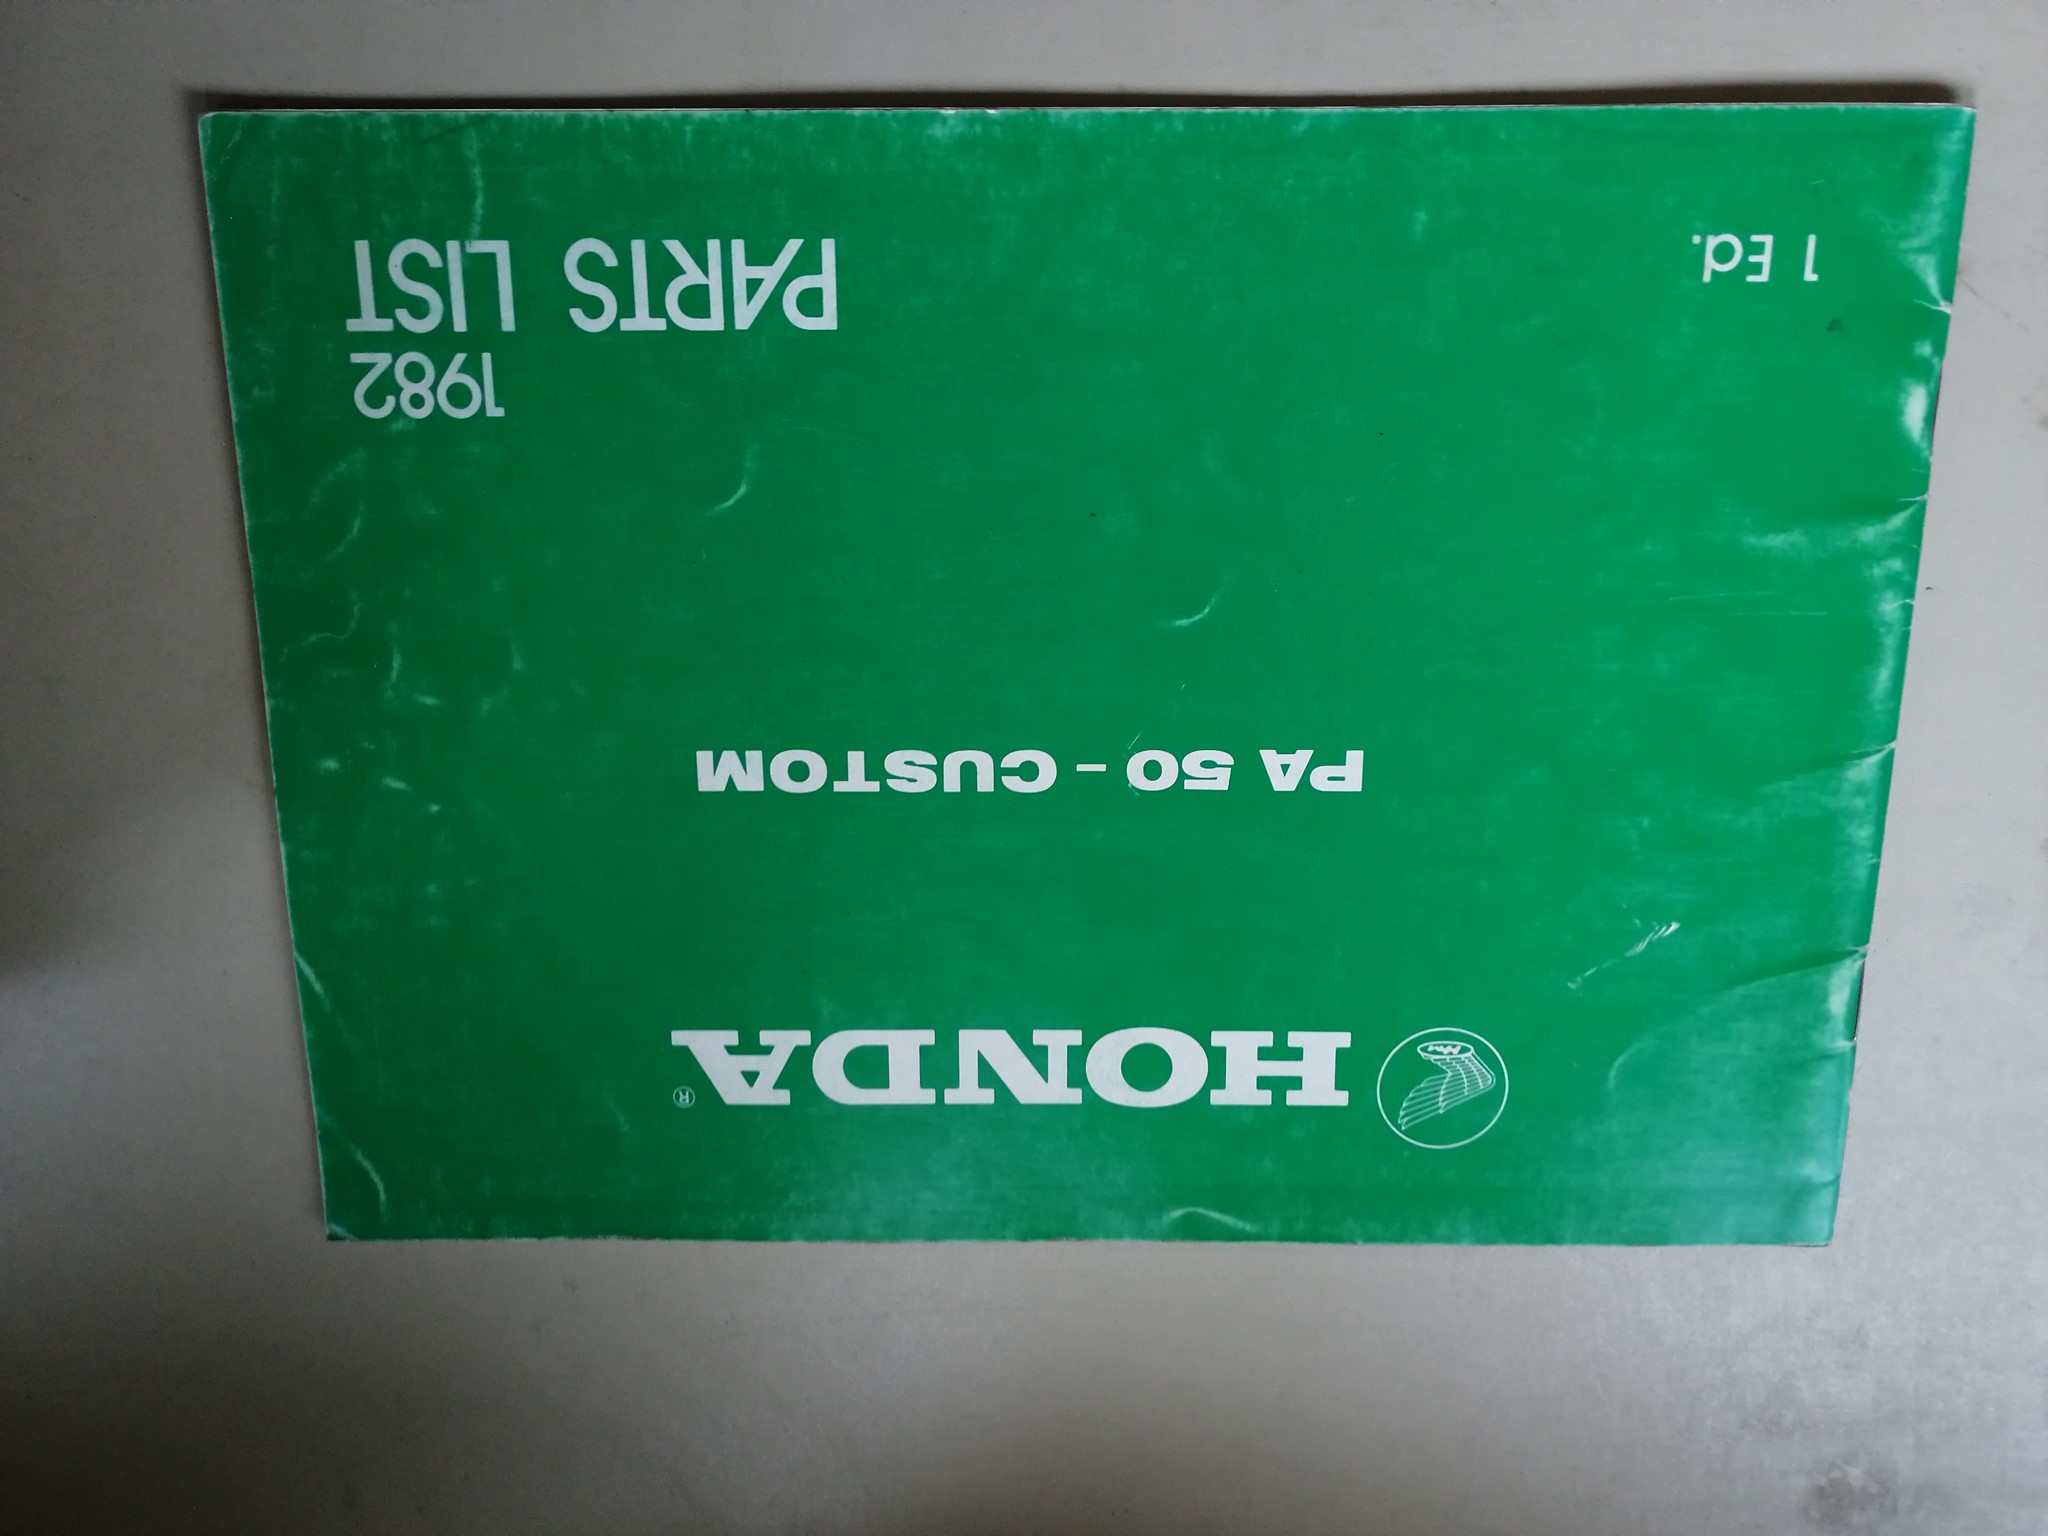 HONDA®
PA 50 - CUSTOM
1982
1 Ed. PARTS LIST